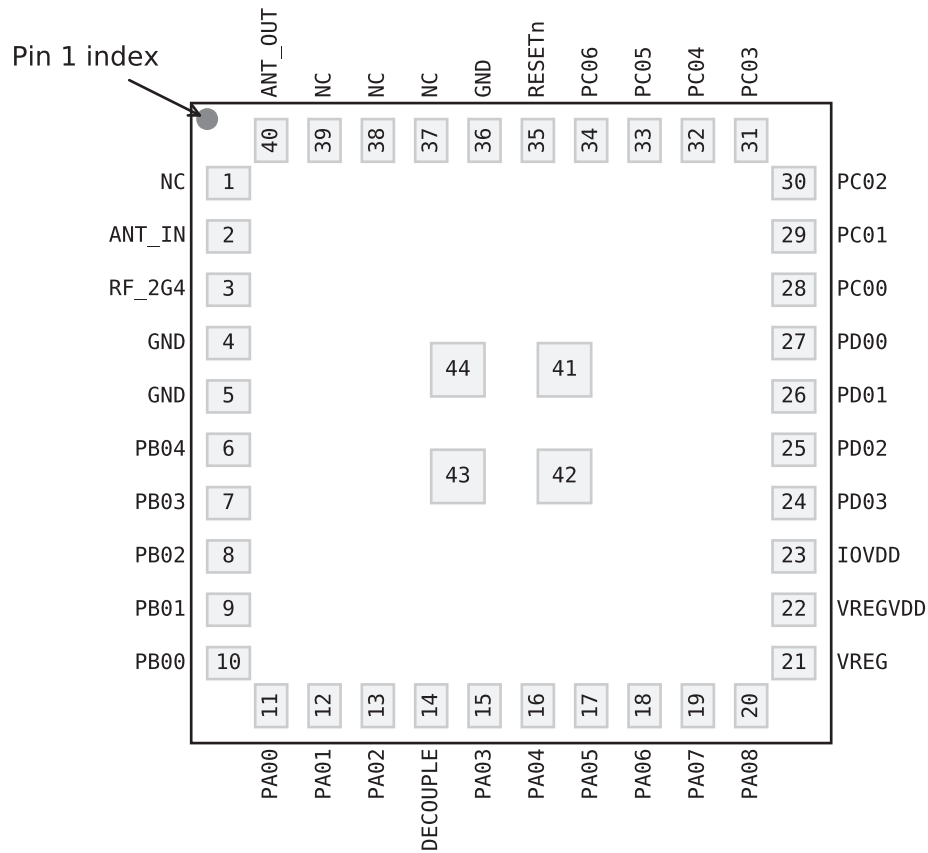 Pin 1 index
ANT_OUT NC NC NC GND RESETn PC06 PC05 PC04 PC03
40 39 38 37 36 35 34 33 32 31
NC 1 30 PC02
ANT_IN 2 29 PC01
RF_2G4 3 28 PC00
GND 4 27 PD00
44 41
GND 5 26 PD01
PB04 6 25 PD02
43 42
PB03 7 24 PD03
PB02 8 23 IOVDD
PB01 9 22 VREGVDD
PB00 10 21 VREG
11 12 13 14 15 16 17 18 19 20
PA00 PA01 PA02 DECOUPLE PA03 PA04 PA05 PA06 PA07 PA08